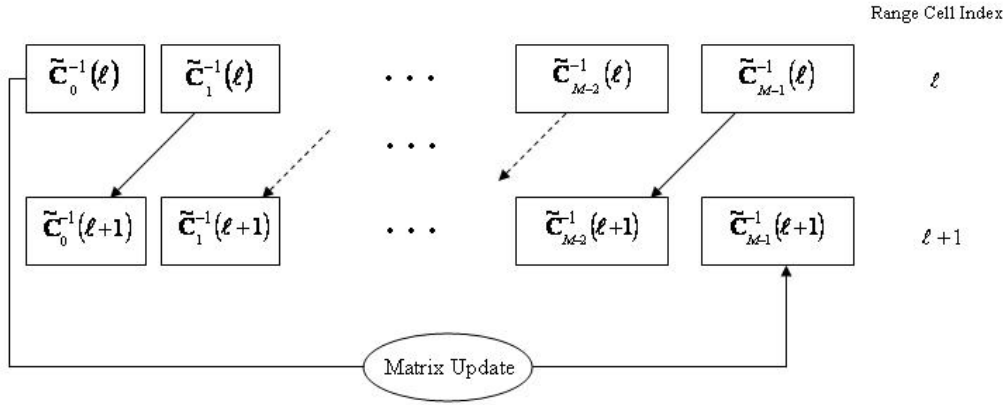 Range Cell Index
C̃₀⁻¹(ℓ) C̃₁⁻¹(ℓ) • • • C̃_{M-2}⁻¹(ℓ) C̃_{M-1}⁻¹(ℓ) ℓ
• • •
C̃₀⁻¹(ℓ+1) C̃₁⁻¹(ℓ+1) • • • C̃_{M-2}⁻¹(ℓ+1) C̃_{M-1}⁻¹(ℓ+1) ℓ+1
Matrix Update